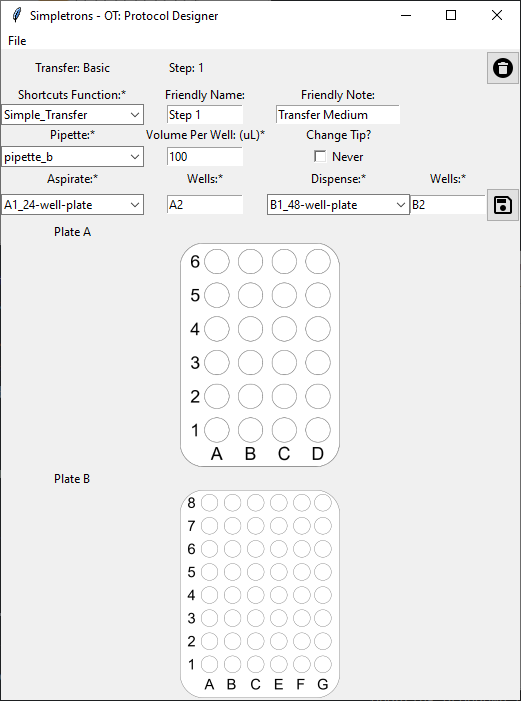 Simpletrons - OT: Protocol Designer
File
Transfer: Basic Step: 1
Shortcuts Function:* Friendly Name: Friendly Note:
Simple_Transfer Step 1 Transfer Medium
Pipette:* Volume Per Well: (uL)* Change Tip?
pipette_b 100 Never
Aspirate:* Wells:* Dispense:* Wells:*
A1_24-well-plate A2 B1_48-well-plate B2
Plate A
6
5
4
3
2
1
A B C D
Plate B
8
7
6
5
4
3
2
1
A B C E F G